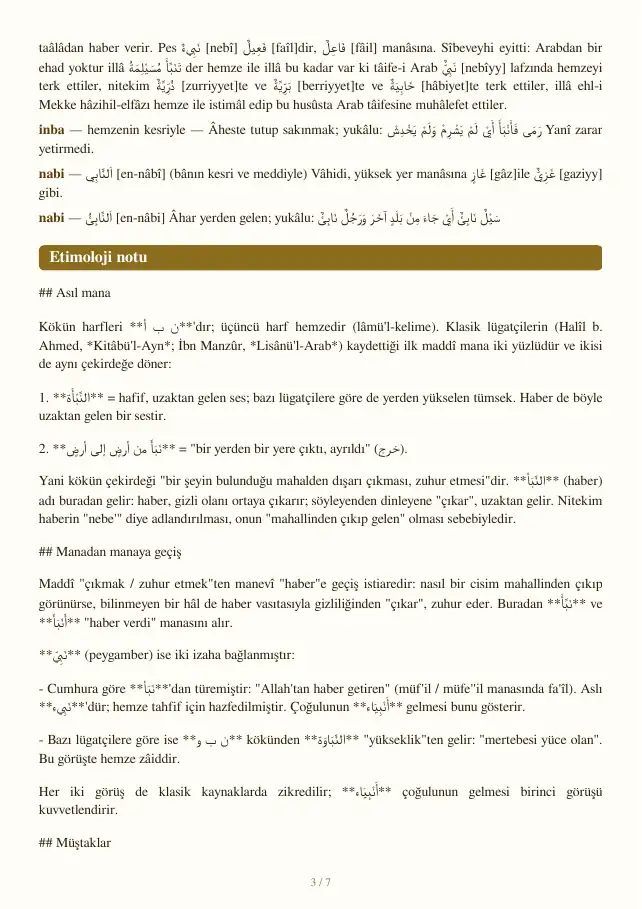 taâlâdan haber verir. Pes نَبِيءٌ [nebî] فَعِيلٌ [faîl]dir, فَاعِلٌ [fâil] manâsına. Sîbeveyhi eyitti: Arabdan bir
ehad yoktur illâ تَنَبَّأَ مُسَيْلِمَةُ der hemze ile illâ bu kadar var ki tâife-i Arab نَبِيٌّ [nebîyy] lafzında hemzeyi
terk ettiler, nitekim ذُرِّيَّةٌ [zurriyyet]te ve بَرِيَّةٌ [berriyyet]te ve خَابِيَةٌ [hâbiyet]te terk ettiler, illâ ehl-i
Mekke hâzihil-elfâzı hemze ile istimâl edip bu husûsta Arab tâifesine muhâlefet ettiler.
inba — hemzenin kesriyle — Âheste tutup sakınmak; yukâlu: رَمَى فَأَنْبَأَ أَيْ لَمْ يَشْرِمْ وَلَمْ يَخْدِشْ Yanî zarar
yetirmedi.
nabi — اَلنَّابِي [en-nâbî] (bânın kesri ve meddiyle) Vâhidi, yüksek yer manâsına غَازٍ [gâz]ile غَزِيٌّ [gaziyy]
gibi.
nabi — اَلنَّابِئُ [en-nâbi] Âhar yerden gelen; yukâlu: سَيْلٌ نَابِئٌ أَيْ جَاءَ مِنْ بَلَدٍ آخَرَ وَرَجُلٌ نَابِئٌ
Etimoloji notu
## Asıl mana
Kökün harfleri **ن ب أ**'dır; üçüncü harf hemzedir (lâmü'l-kelime). Klasik lügatçilerin (Halîl b.
Ahmed, *Kitâbü'l-Ayn*; İbn Manzûr, *Lisânü'l-Arab*) kaydettiği ilk maddî mana iki yüzlüdür ve ikisi
de aynı çekirdeğe döner:
1. **النَّبْأَة** = hafif, uzaktan gelen ses; bazı lügatçilere göre de yerden yükselen tümsek. Haber de böyle
uzaktan gelen bir sestir.
2. **نَبَأَ من أرضٍ إلى أرضٍ** = "bir yerden bir yere çıktı, ayrıldı" (خرج).
Yani kökün çekirdeği "bir şeyin bulunduğu mahalden dışarı çıkması, zuhur etmesi"dir. **النَّبَأ** (haber)
adı buradan gelir: haber, gizli olanı ortaya çıkarır; söyleyenden dinleyene "çıkar", uzaktan gelir. Nitekim
haberin "nebe'" diye adlandırılması, onun "mahallinden çıkıp gelen" olması sebebiyledir.
## Manadan manaya geçiş
Maddî "çıkmak / zuhur etmek"ten manevî "haber"e geçiş istiaredir: nasıl bir cisim mahallinden çıkıp
görünürse, bilinmeyen bir hâl de haber vasıtasıyla gizliliğinden "çıkar", zuhur eder. Buradan **نَبَّأَ** ve
**أَنْبَأَ** "haber verdi" manasını alır.
**نَبِيّ** (peygamber) ise iki izaha bağlanmıştır:
- Cumhura göre **نَبَأ**'dan türemiştir: "Allah'tan haber getiren" (müf'il / müfe''il manasında fa'îl). Aslı
**نَبِيء**'dür; hemze tahfif için hazfedilmiştir. Çoğulunun **أَنْبِيَاء** gelmesi bunu gösterir.
- Bazı lügatçilere göre ise **ن ب و** kökünden **النَّبَاوَة** "yükseklik"ten gelir: "mertebesi yüce olan".
Bu görüşte hemze zâiddir.
Her iki görüş de klasik kaynaklarda zikredilir; **أَنْبِيَاء** çoğulunun gelmesi birinci görüşü
kuvvetlendirir.
## Müştaklar
3 / 7